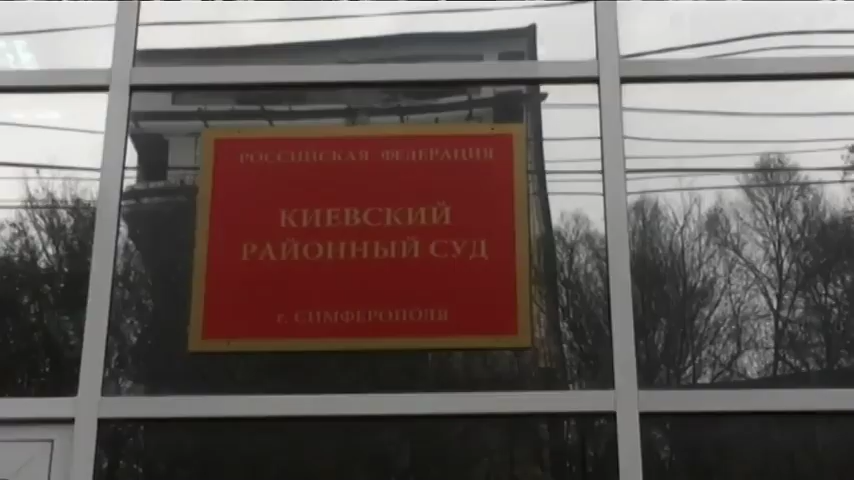 РОССИЙСКАЯ ФЕДЕРАЦИЯ
КИЕВСКИЙ
РАЙОННЫЙ СУД
г. СИМФЕРОПОЛЯ